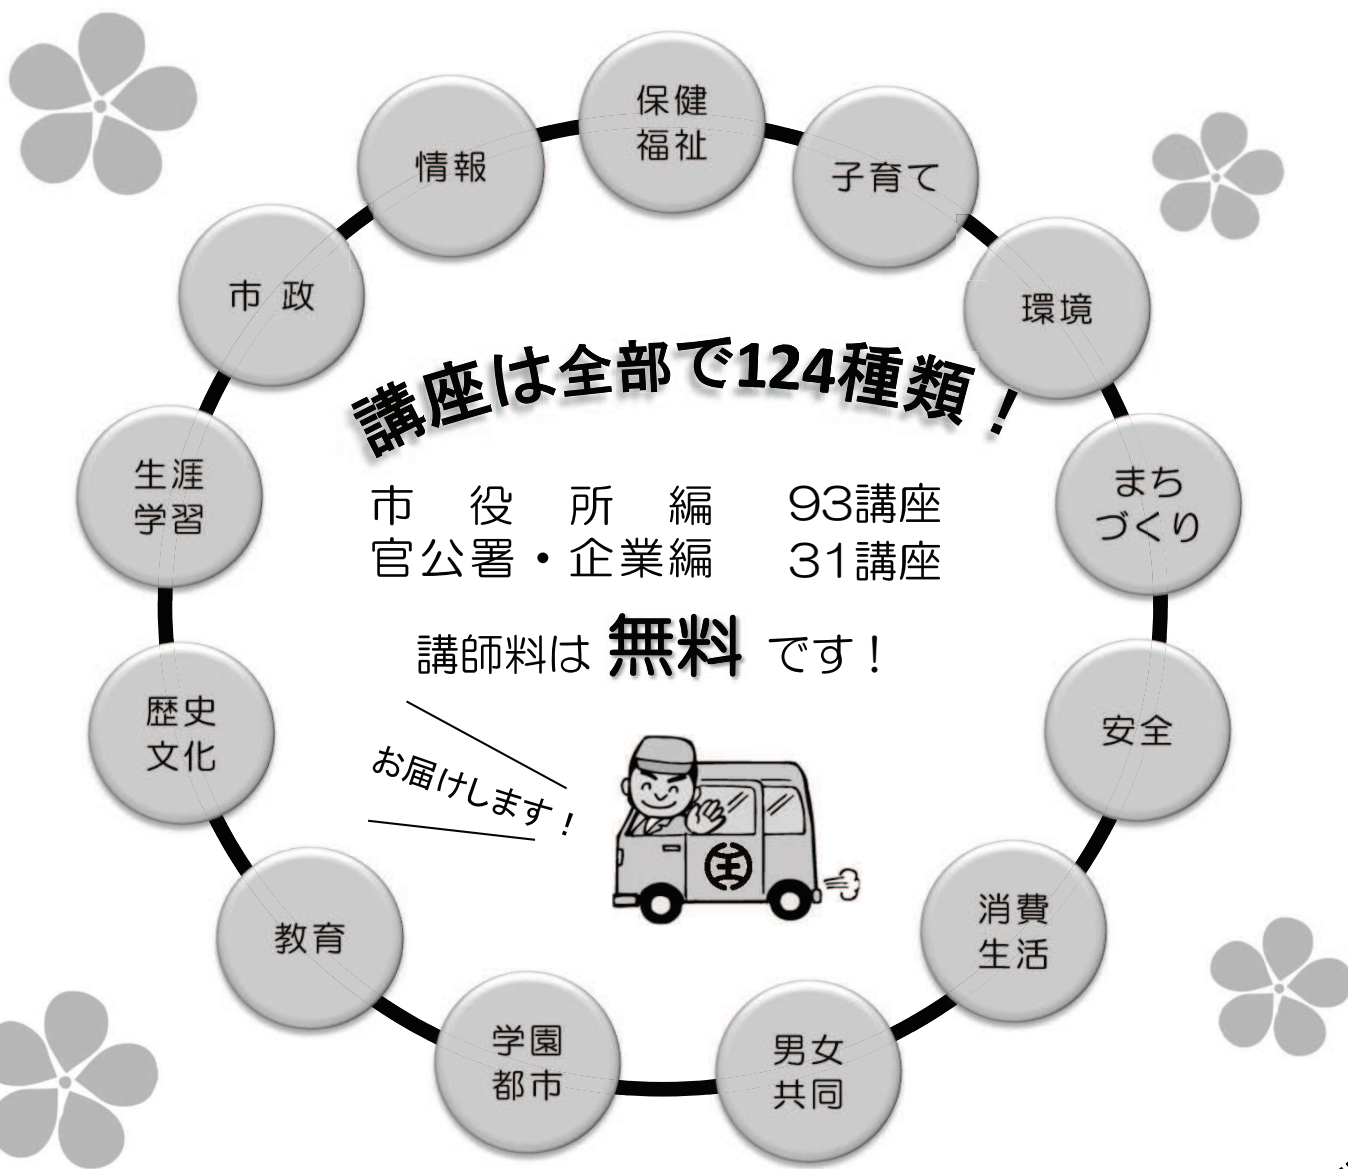 保健
福祉
子育て
環境
まち
づくり
安全
消費
生活
男女
共同
学園
都市
教育
歴史
文化
生涯
学習
市政
情報
講座は全部で124種類！
市役所編　93講座
官公署・企業編　31講座
講師料は 無料 です！
お届けします！